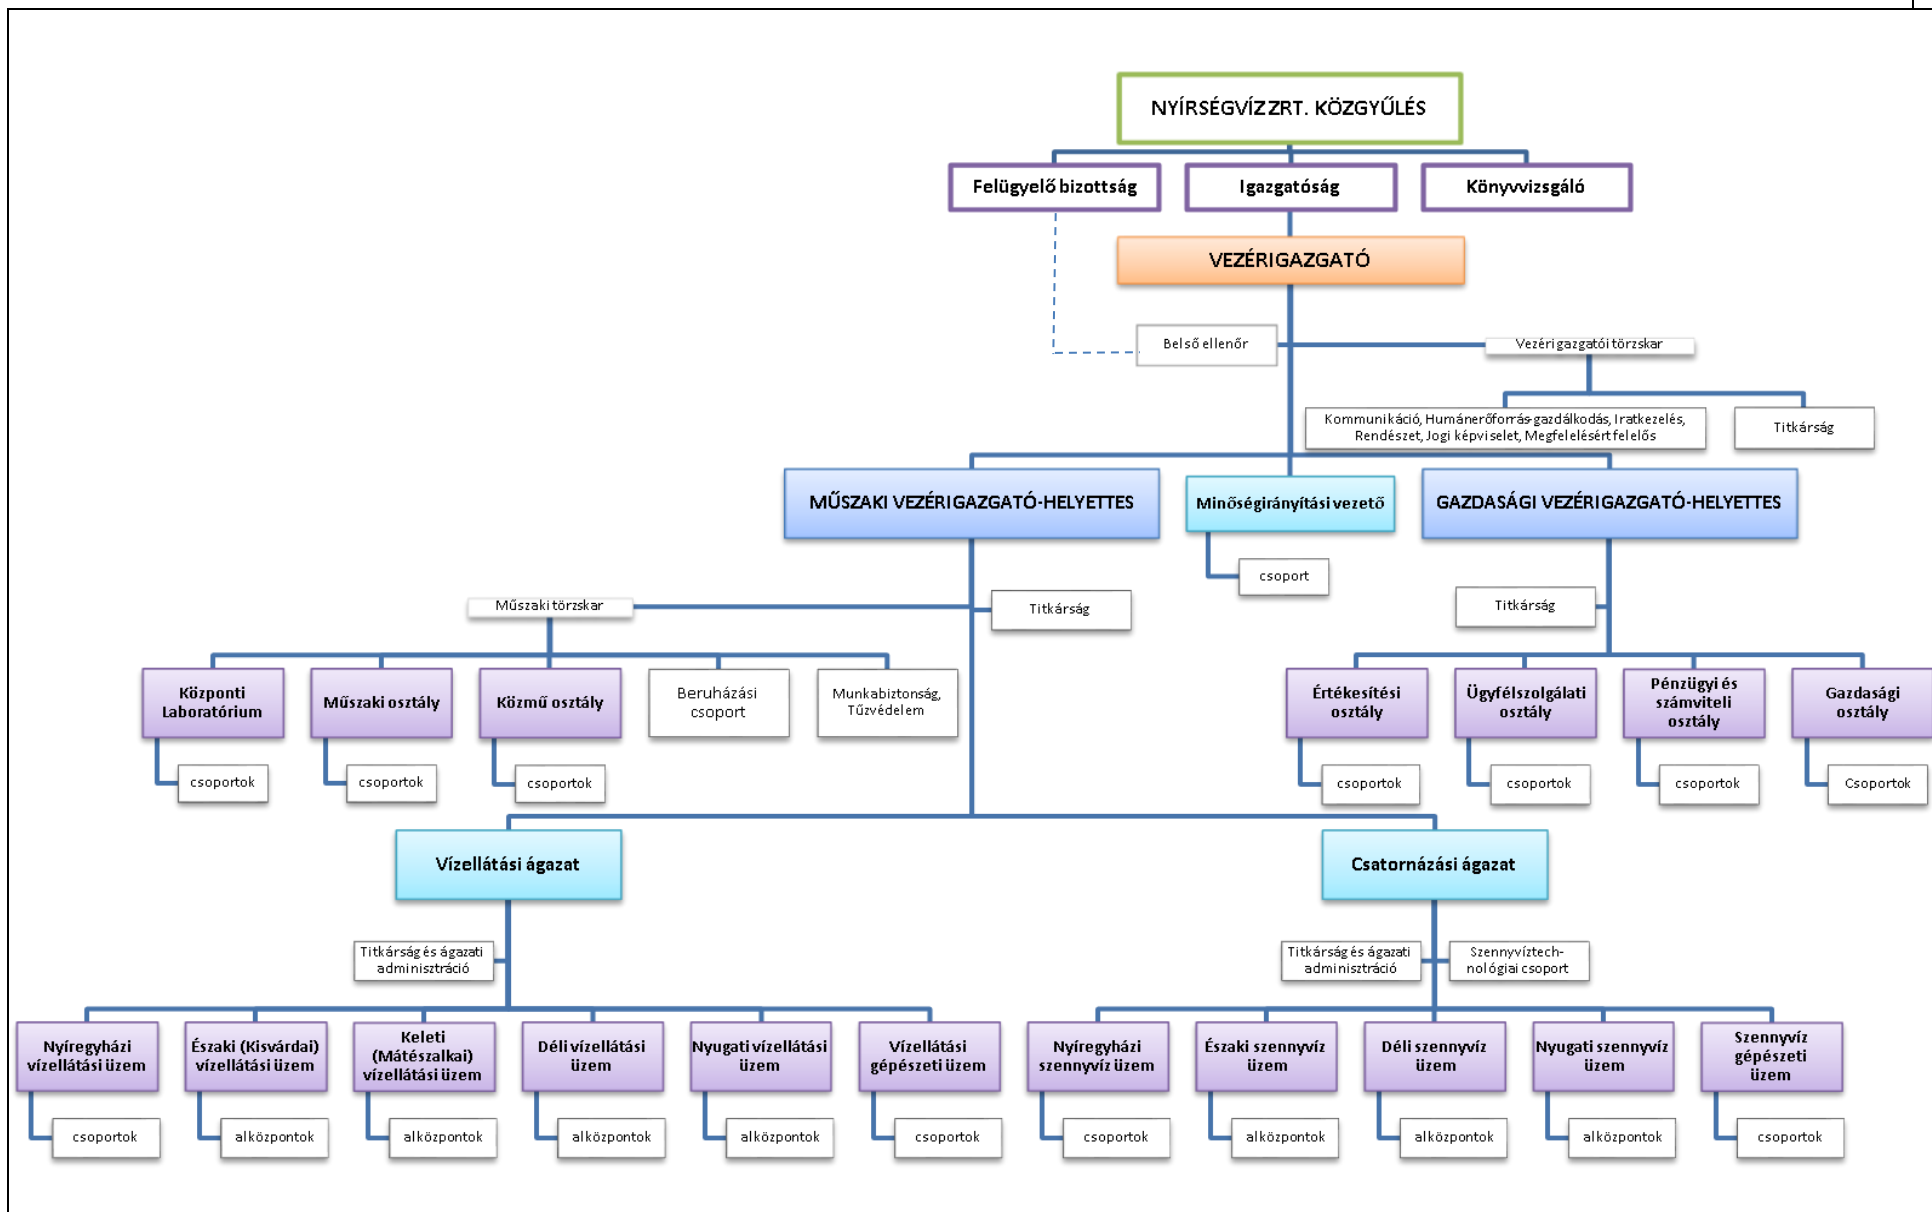 NYÍRSÉGVÍZ ZRT. KÖZGYŰLÉS
Felügyelő bizottság
Igazgatóság
Könyvvizsgáló
VEZÉRIGAZGATÓ
Belső ellenőr
Vezérigazgatói törzskar
Kommunikáció, Humánerőforrás-gazdálkodás, Iratkezelés,
Rendészet, Jogi képviselet, Megfelelésért felelős
Titkárság
MŰSZAKI VEZÉRIGAZGATÓ-HELYETTES
Minőségirányítási vezető
GAZDASÁGI VEZÉRIGAZGATÓ-HELYETTES
csoport
Műszaki törzskar
Titkárság
Titkárság
Központi
Laboratórium
Műszaki osztály
Közmű osztály
Beruházási
csoport
Munkabiztonság,
Tűzvédelem
Értékesítési
osztály
Ügyfélszolgálati
osztály
Pénzügyi és
számviteli
osztály
Gazdasági
osztály
csoportok
csoportok
csoportok
csoportok
csoportok
csoportok
Csoportok
Vízellátási ágazat
Csatornázási ágazat
Titkárság és ágazati
adminisztráció
Titkárság és ágazati
adminisztráció
Szennyvíztech-
nológiai csoport
Nyíregyházi
vízellátási üzem
Északi (Kisvárdai)
vízellátási üzem
Keleti
(Mátészalkai)
vízellátási üzem
Déli vízellátási
üzem
Nyugati vízellátási
üzem
Vízellátási
gépészeti üzem
Nyíregyházi
szennyvíz üzem
Északi szennyvíz
üzem
Déli szennyvíz
üzem
Nyugati szennyvíz
üzem
Szennyvíz
gépészeti
üzem
csoportok
alközpontok
alközpontok
alközpontok
alközpontok
csoportok
csoportok
alközpontok
alközpontok
alközpontok
csoportok